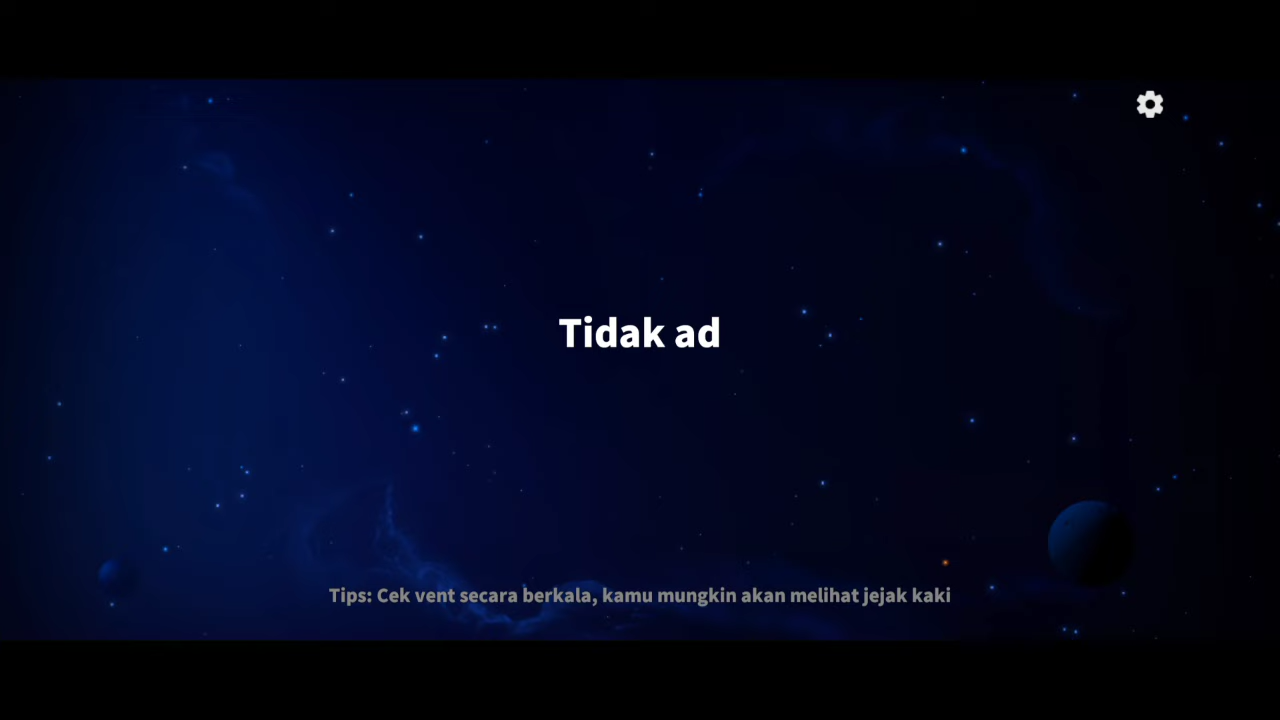 Tidak ad
Tips: Cek vent secara berkala, kamu mungkin akan melihat jejak kaki